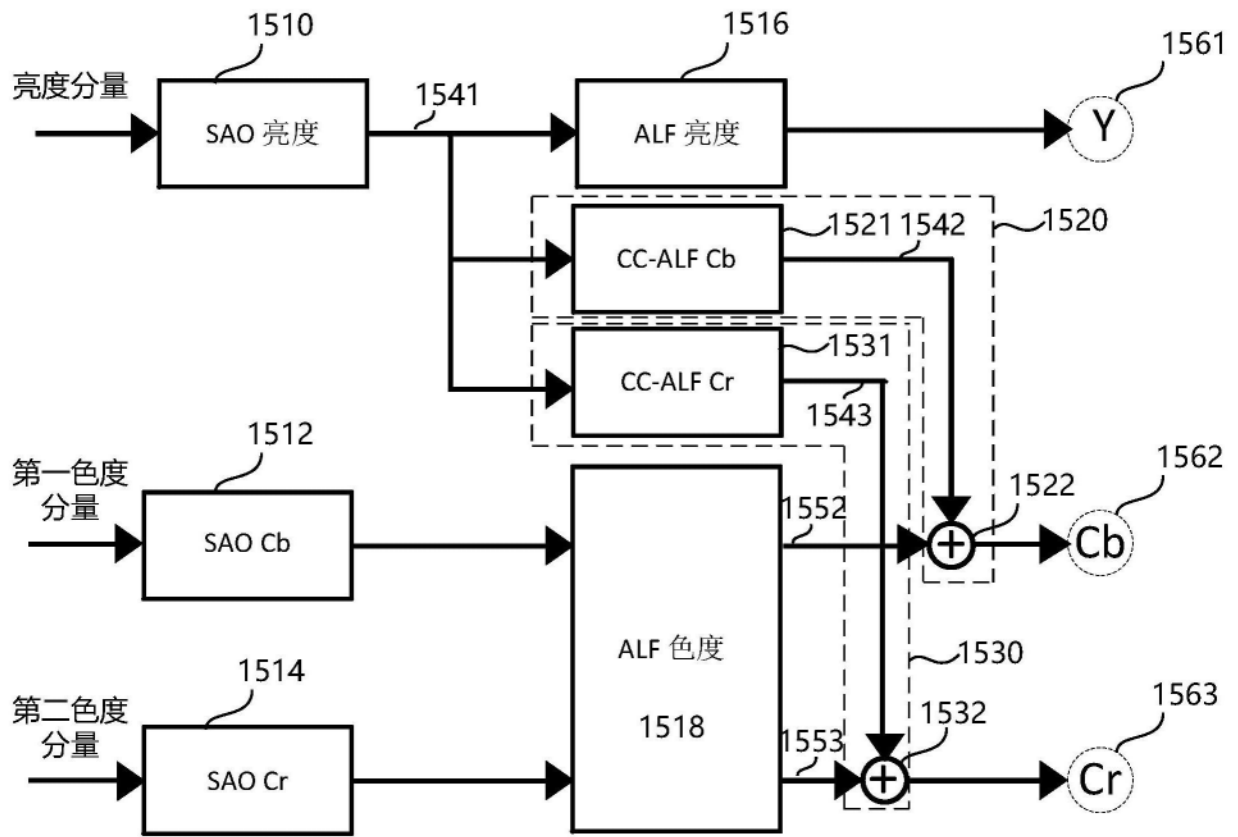 1510
1516
1561
亮度分量
1541
SAO 亮度
ALF 亮度
Y
1521
1542
1520
CC-ALF Cb
1531
CC-ALF Cr
1543
1512
第一色度
分量
1552
1522
1562
SAO Cb
Cb
ALF 色度
1530
1514
第二色度
分量
1518
1553
1532
1563
SAO Cr
Cr